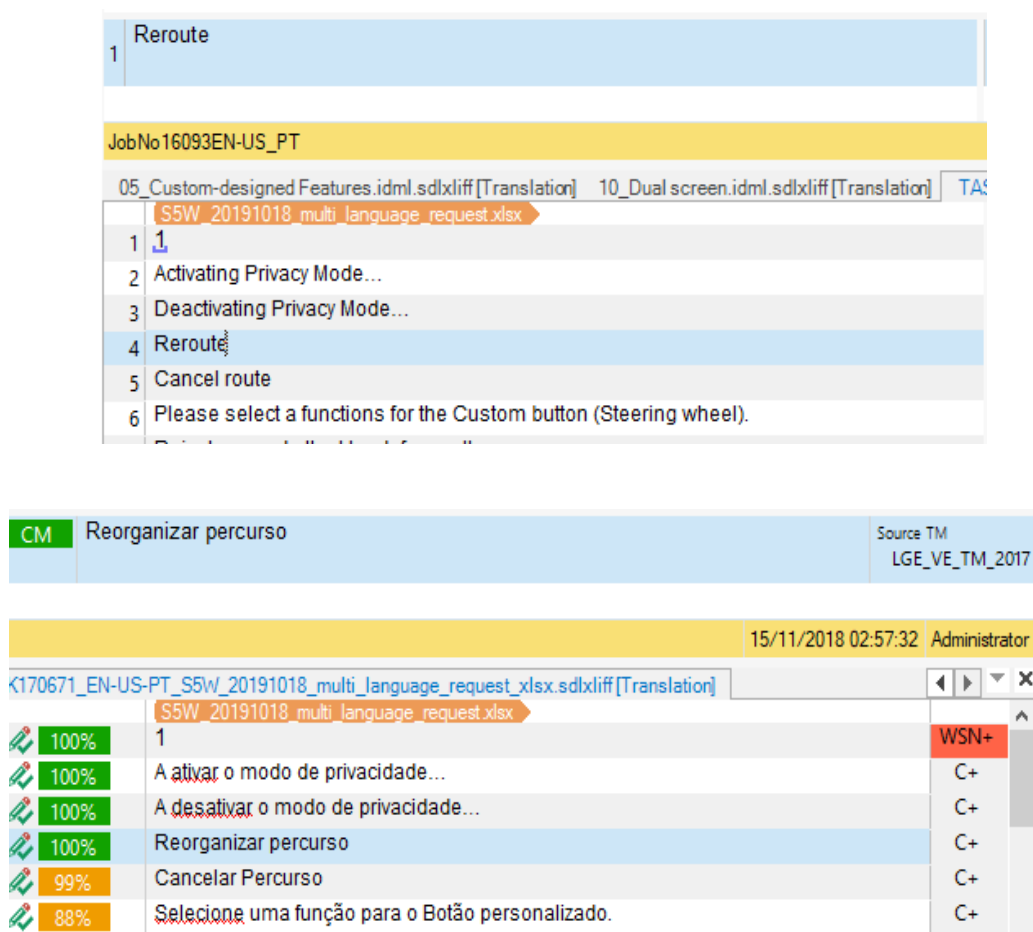 1 Reroute
JobNo16093EN-US_PT
05_Custom-designed Features.idml.sdlxliff [Translation] 10_Dual screen.idml.sdlxliff [Translation] TAS
S5W_20191018_multi_language_request.xlsx
1 1
2 Activating Privacy Mode...
3 Deactivating Privacy Mode...
4 Reroute
5 Cancel route
6 Please select a functions for the Custom button (Steering wheel).
CM Reorganizar percurso Source TM
LGE_VE_TM_2017
15/11/2018 02:57:32 Administrator
K170671_EN-US-PT_S5W_20191018_multi_language_request_xlsx.sdlxliff [Translation]
S5W_20191018_multi_language_request.xlsx
100% 1 WSN+
100% A ativar o modo de privacidade... C+
100% A desativar o modo de privacidade... C+
100% Reorganizar percurso C+
99% Cancelar Percurso C+
88% Selecione uma função para o Botão personalizado. C+